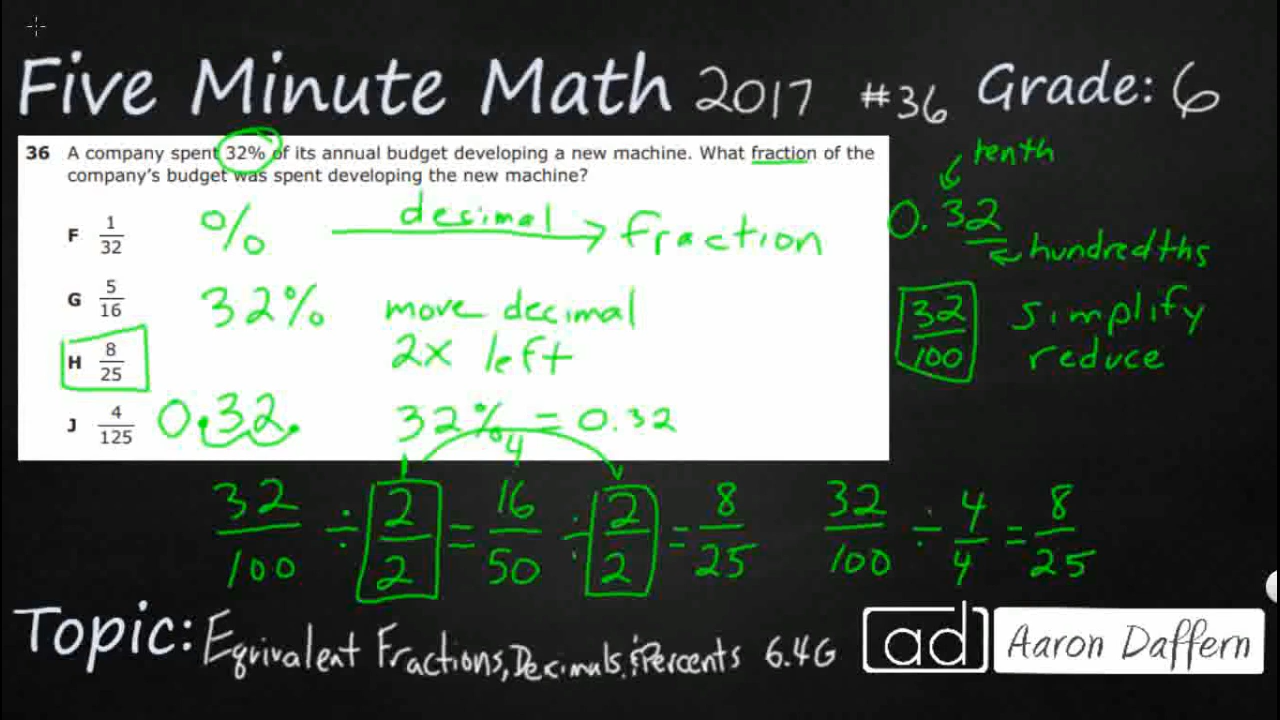 Five Minute Math 2017 #36 Grade: 6
36 A company spent 32% of its annual budget developing a new machine. What fraction of the
company's budget was spent developing the new machine?
F 1/32
G 5/16
H 8/25
J 4/125
% decimal → fraction
32% move decimal
2x left
0.32. 32% = 0.32
tenth
0.32
hundredths
32/100 simplify
reduce
4
32/100 ÷ 2/2 = 16/50 ÷ 2/2 = 8/25
32/100 ÷ 4/4 = 8/25
Topic: Equivalent Fractions, Decimals, & Percents 6.4G
ad Aaron Daffern